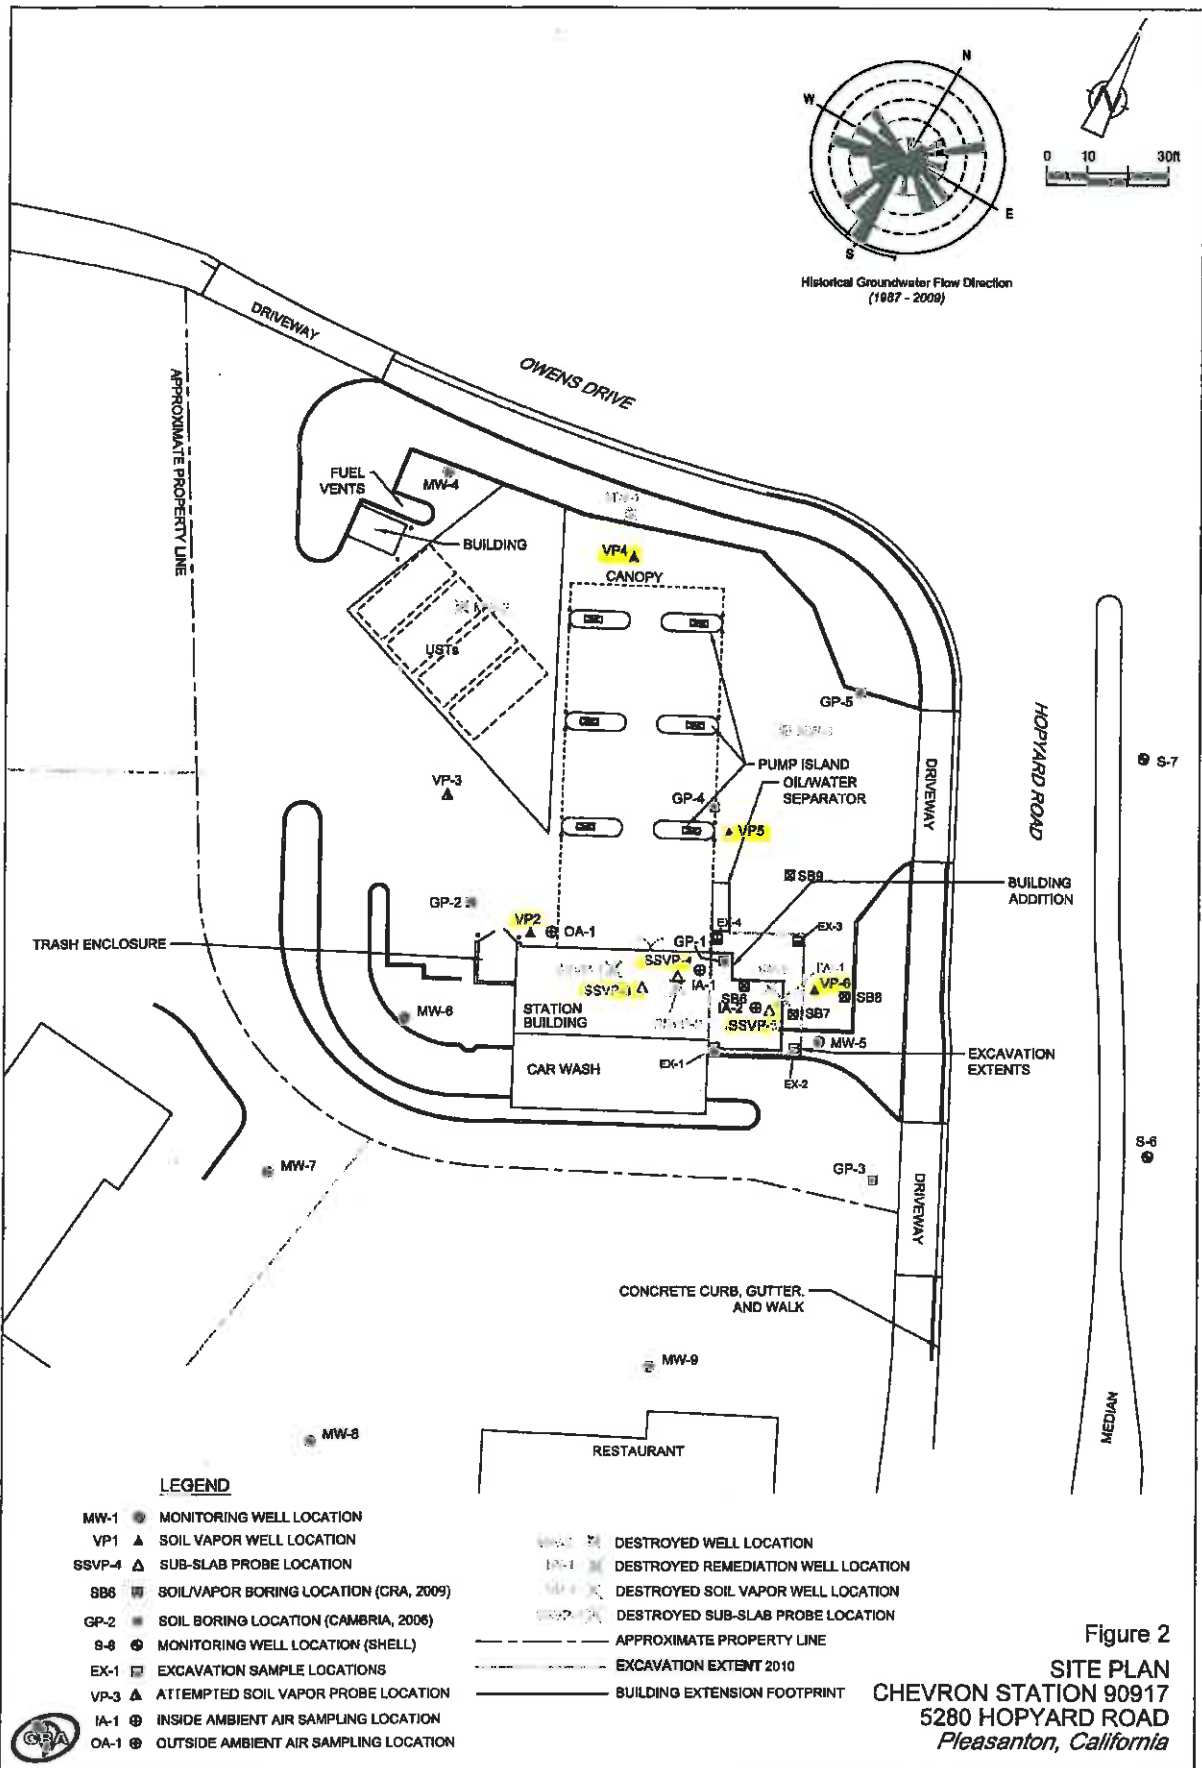 N
W
E
S
N
0 10 30ft
Historical Groundwater Flow Direction
(1987 - 2009)
DRIVEWAY
OWENS DRIVE
APPROXIMATE PROPERTY LINE
FUEL
VENTS
MW-4
BUILDING
VP4
CANOPY
USTs
GP-5
HOPYARD ROAD
S-7
PUMP ISLAND
OIL/WATER
SEPARATOR
DRIVEWAY
VP-3
GP-4
VP5
SB9
BUILDING
ADDITION
GP-2
VP2
OA-1
EX-4
EX-3
TRASH ENCLOSURE
GP-1
SSVP-4
IA-1
VP-6
SB6
SB8
IA-2
SB7
STATION
BUILDING
MW-6
MW-5
CAR WASH
EX-1
EX-2
EXCAVATION
EXTENTS
S-6
MW-7
GP-3
DRIVEWAY
CONCRETE CURB, GUTTER,
AND WALK
MW-9
MEDIAN
MW-8
RESTAURANT
LEGEND
MW-1 MONITORING WELL LOCATION
VP1 SOIL VAPOR WELL LOCATION
SSVP-4 SUB-SLAB PROBE LOCATION
SB6 SOIL/VAPOR BORING LOCATION (CRA, 2009)
GP-2 SOIL BORING LOCATION (CAMBRIA, 2006)
S-6 MONITORING WELL LOCATION (SHELL)
EX-1 EXCAVATION SAMPLE LOCATIONS
VP-3 ATTEMPTED SOIL VAPOR PROBE LOCATION
IA-1 INSIDE AMBIENT AIR SAMPLING LOCATION
OA-1 OUTSIDE AMBIENT AIR SAMPLING LOCATION
DESTROYED WELL LOCATION
DESTROYED REMEDIATION WELL LOCATION
DESTROYED SOIL VAPOR WELL LOCATION
DESTROYED SUB-SLAB PROBE LOCATION
APPROXIMATE PROPERTY LINE
EXCAVATION EXTENT 2010
BUILDING EXTENSION FOOTPRINT
Figure 2
SITE PLAN
CHEVRON STATION 90917
5280 HOPYARD ROAD
Pleasanton, California
CRA